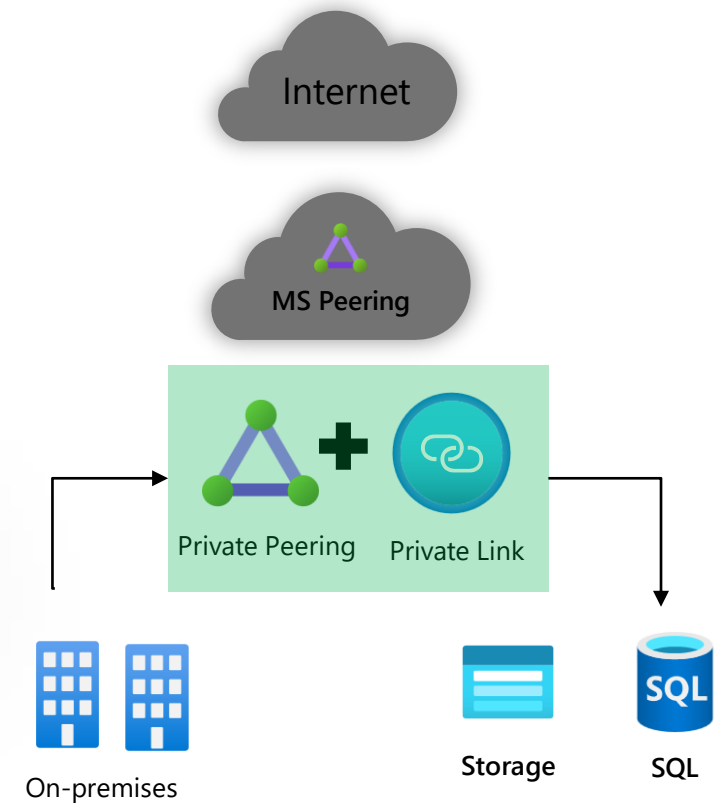 Internet
MS Peering
Private Peering
Private Link
SQL
Storage
SQL
On-premises